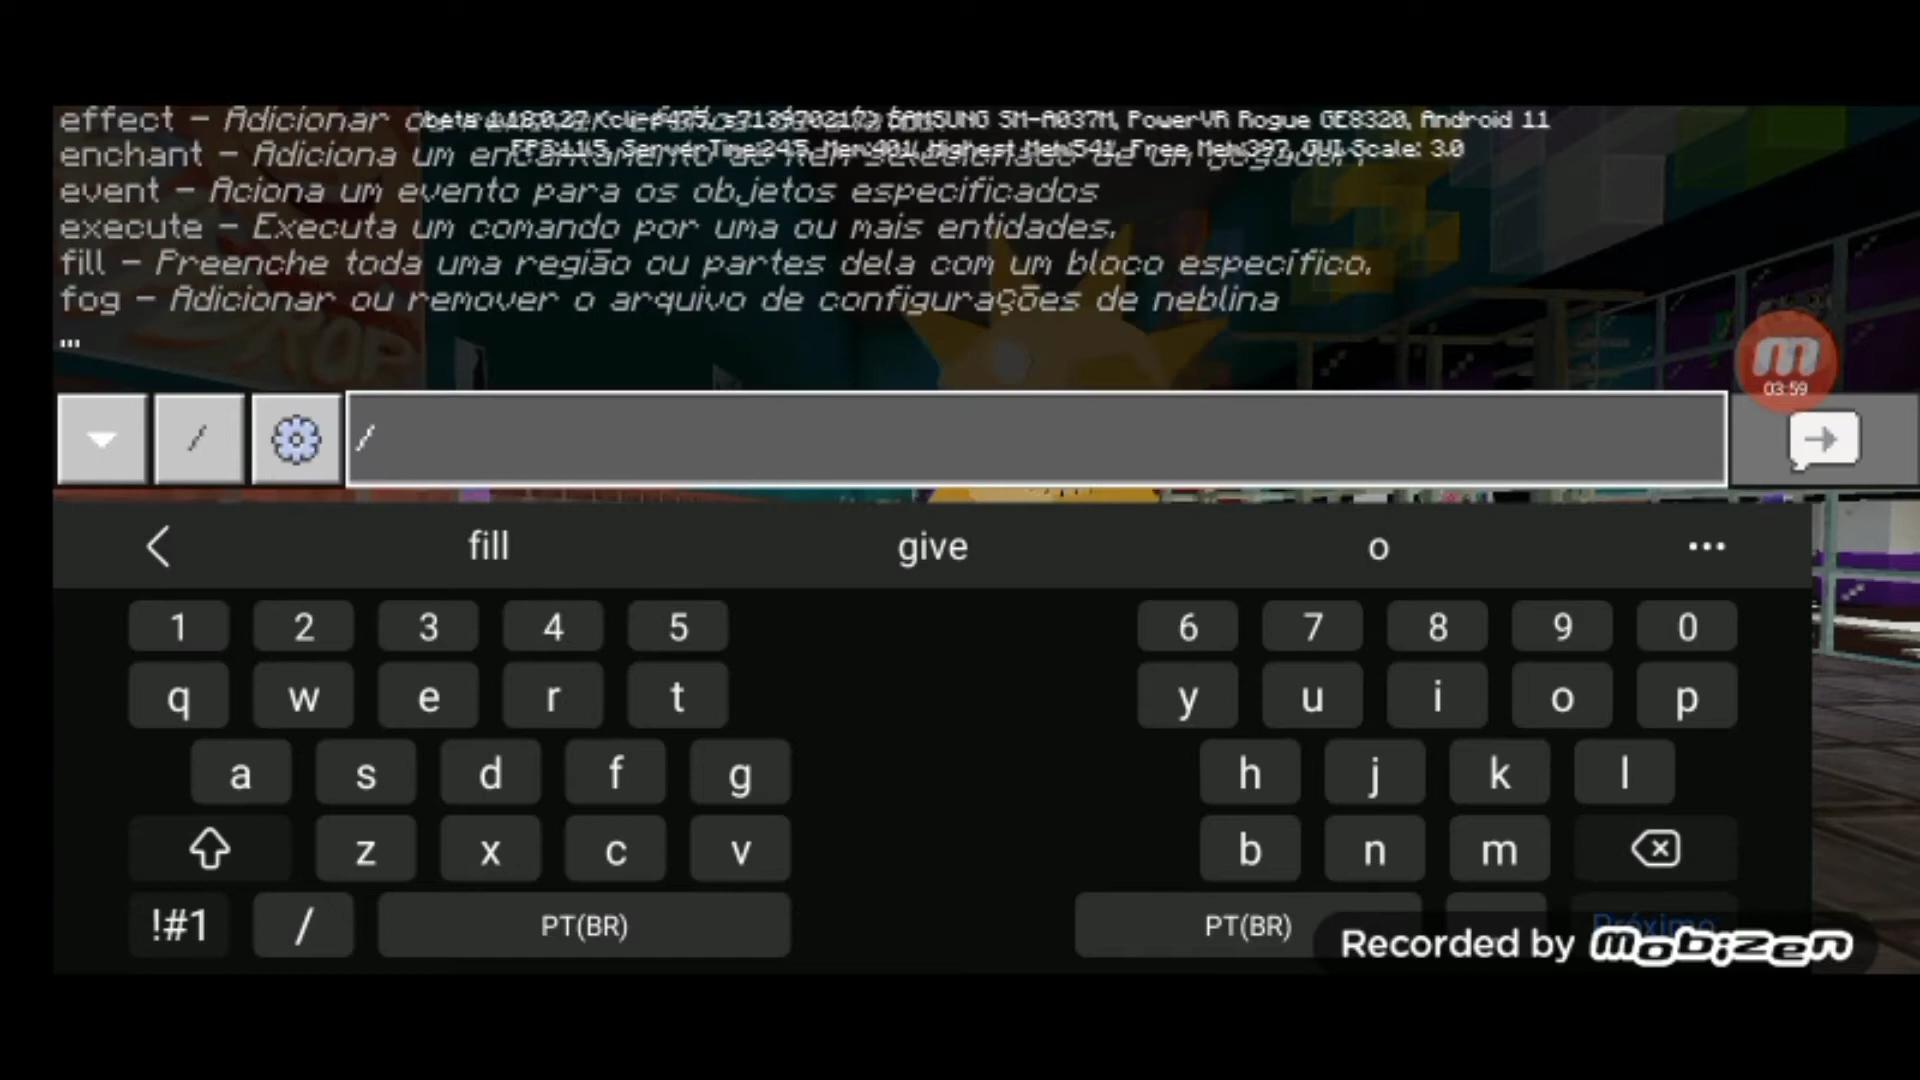 effect – Adicionar
beta 1.18.0.27
SAMSUNG SM-A037M, PowerVR Rogue GE8320, Android 11
enchant – Adiciona um
GUI Scale: 3.0
event – Aciona um evento para os objetos especificados
execute – Executa um comando por uma ou mais entidades.
fill – Preenche toda uma região ou partes dela com um bloco específico.
fog – Adicionar ou remover o arquivo de configurações de neblina
...
ROP
03:59
/ /
fill give o
1 2 3 4 5 6 7 8 9 0
q w e r t y u i o p
a s d f g h j k l
z x c v b n m
!#1 / PT(BR) PT(BR) Próximo
Recorded by mobizen